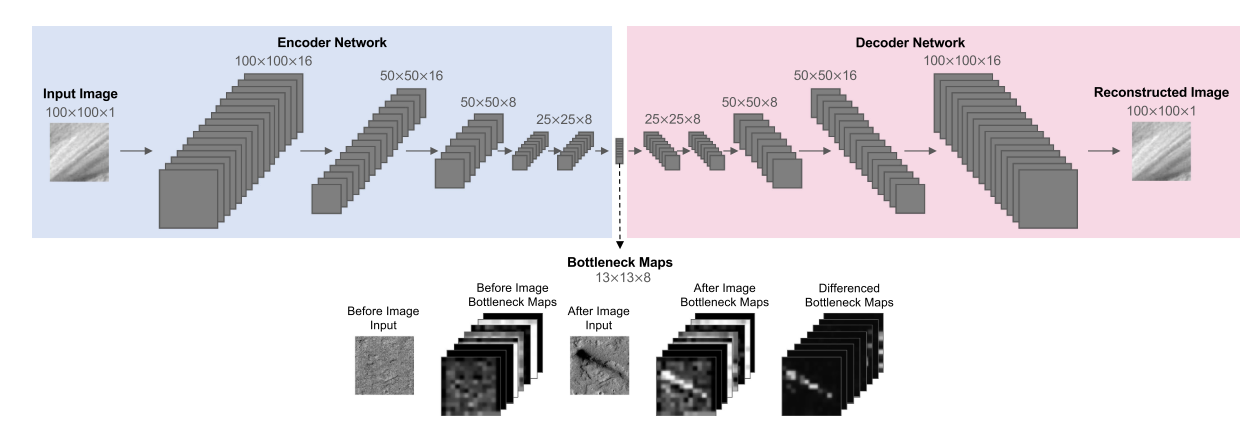 Encoder Network
Decoder Network
100×100×16
50×50×16
50×50×8
25×25×8
25×25×8
50×50×8
50×50×16
100×100×16
Input Image
100×100×1
Reconstructed Image
100×100×1
Bottleneck Maps
13×13×8
Before Image
Input
Before Image
Bottleneck Maps
After Image
Input
After Image
Bottleneck Maps
Differenced
Bottleneck Maps